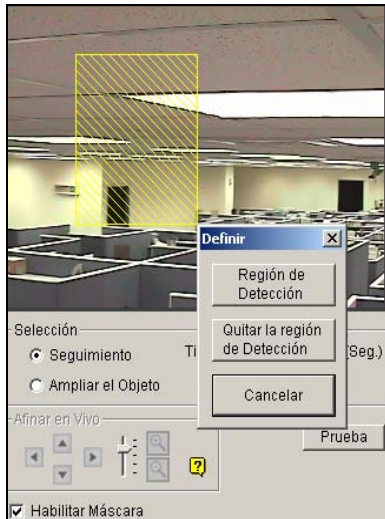 Definir
Región de
Detección
Quitar la región
de Detección
Cancelar
Selección
Seguimiento
(Seg.)
Ampliar el Objeto
Afinar en Vivo
Prueba
Habilitar Máscara